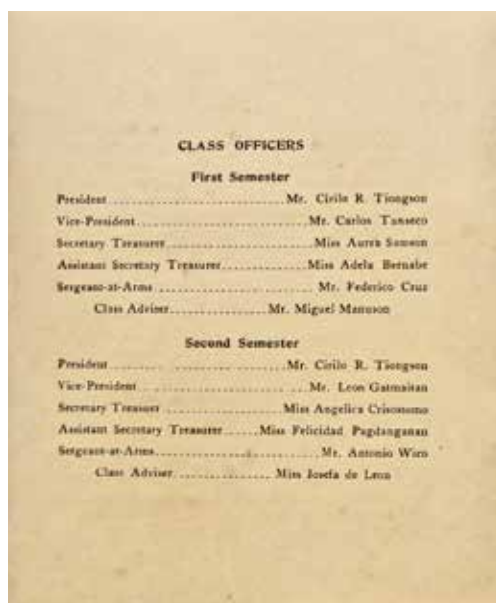 CLASS OFFICERS
First Semester
President Mr. Cirilo R. Tiongson
Vice-President Mr. Carlos Tanseco
Secretary Treasurer Miss Aurea Samson
Assistant Secretary Treasurer Miss Adela Bernabe
Sergeant-at-Arms Mr. Federico Cruz
Class Adviser Mr. Miguel
Second Semester
President Mr. Cirilo R. Tiongson
Vice-President Mr. Leon Gatmaitan
Secretary Treasurer Miss Angelica
Assistant Secretary Treasurer Miss Felicidad Pagdanganan
Sergeant-at-Arms Mr. Antonio
Class Adviser Miss Josefa de Leon